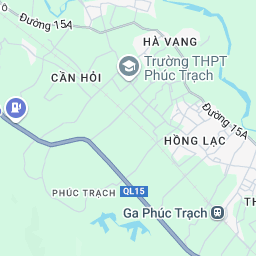 Đường 15A
HÀ VANG
Trường THPT
Phúc Trạch
CẦN HỎI
Đường 15A
HỒNG LẠC
PHÚC TRẠCH
QL15
Ga Phúc Trạch